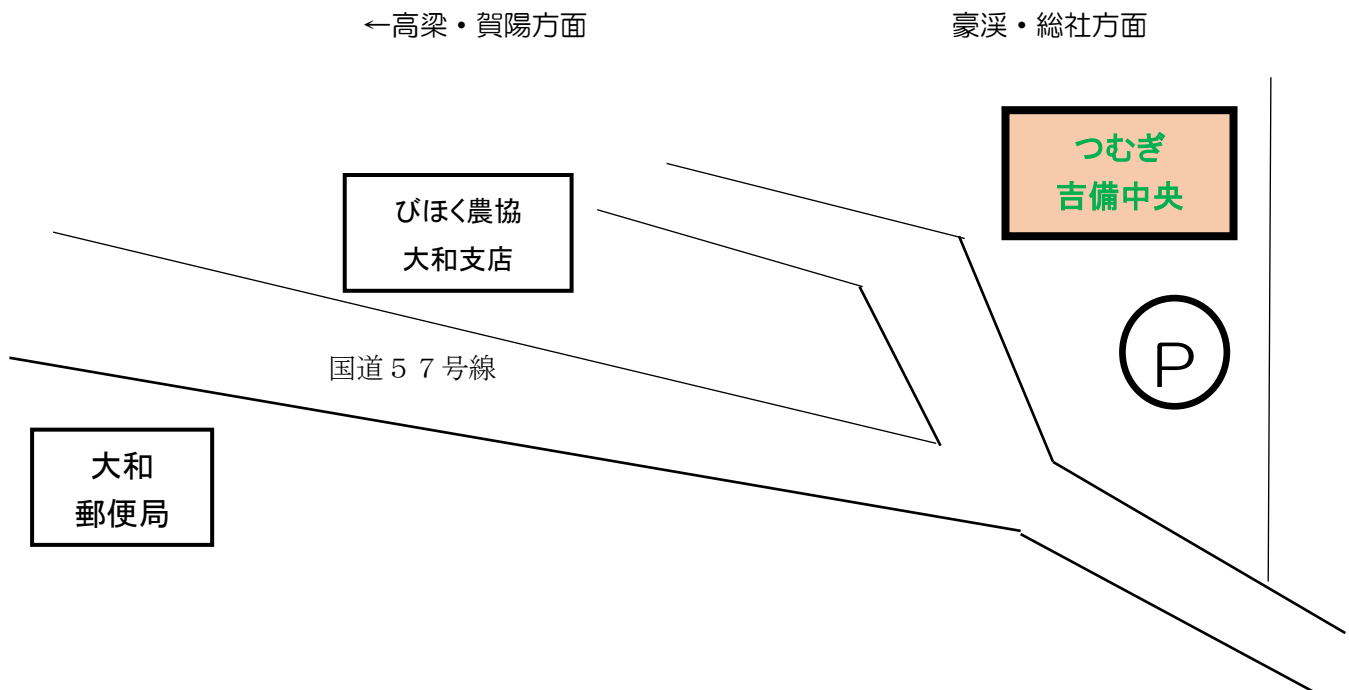 ←高梁・賀陽方面
豪渓・総社方面
つむぎ
吉備中央
びほく農協
大和支店
国道５７号線
P
大和
郵便局